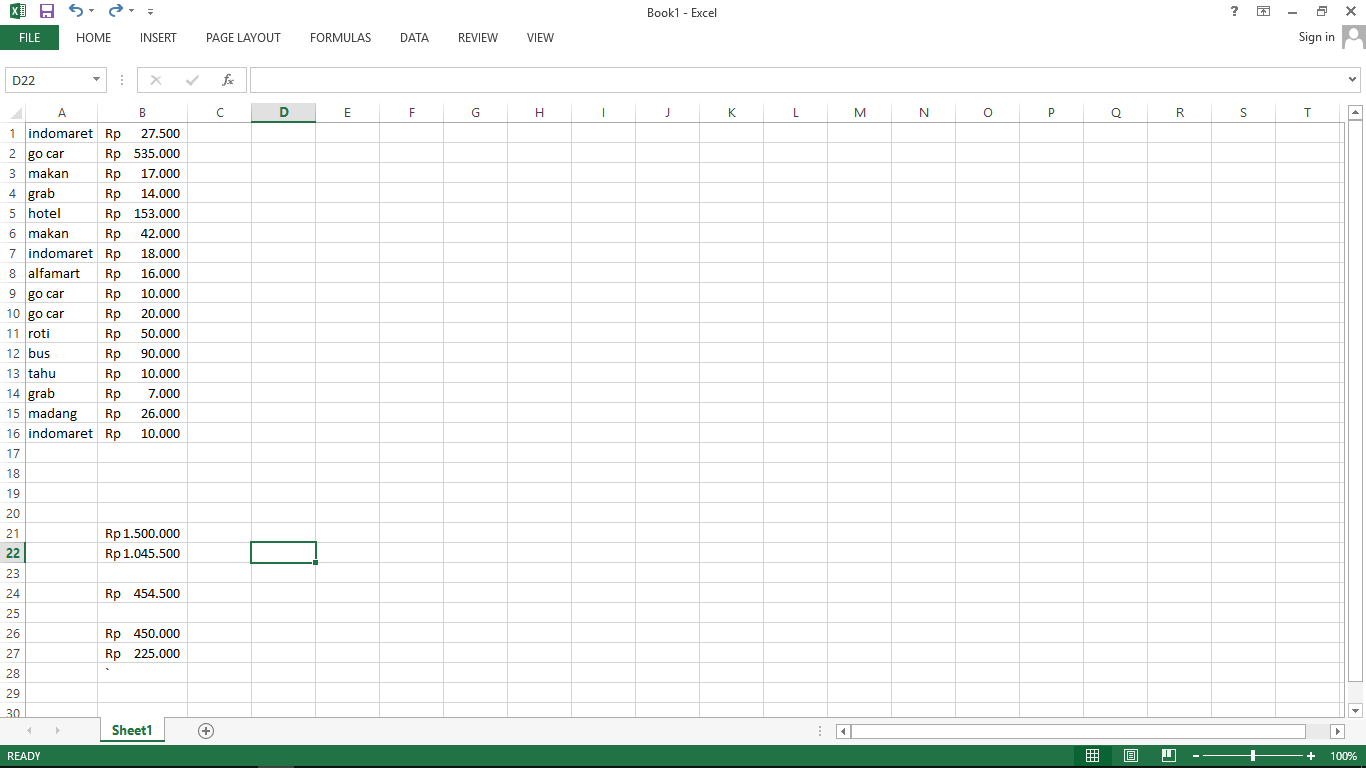 Book1 - Excel
?
FILE HOME INSERT PAGE LAYOUT FORMULAS DATA REVIEW VIEW
Sign in
D22 fx
A B C D E F G H I J K L M N O P Q R S T
1 indomaret Rp 27.500
2 go car Rp 535.000
3 makan Rp 17.000
4 grab Rp 14.000
5 hotel Rp 153.000
6 makan Rp 42.000
7 indomaret Rp 18.000
8 alfamart Rp 16.000
9 go car Rp 10.000
10 go car Rp 20.000
11 roti Rp 50.000
12 bus Rp 90.000
13 tahu Rp 10.000
14 grab Rp 7.000
15 madang Rp 26.000
16 indomaret Rp 10.000
17
18
19
20
21 Rp 1.500.000
22 Rp 1.045.500
23
24 Rp 454.500
25
26 Rp 450.000
27 Rp 225.000
28 `
29
30
Sheet1
READY
100%